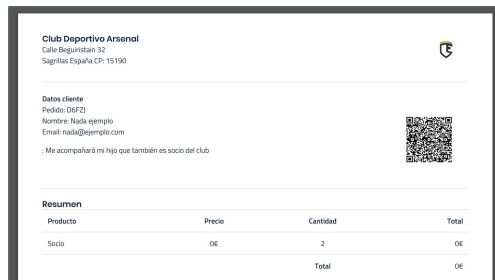 Club Deportivo Arsenal
Calle Beguiristain 32
Sagrillas España CP: 15190
Datos cliente
Pedido: D6FZJ
Nombre: Nada ejemplo
Email: nada@ejemplo.com
: Me acompañará mi hijo que también es socio del club
Resumen
Producto Precio Cantidad Total
Socio 0€ 2 0€
Total 0€